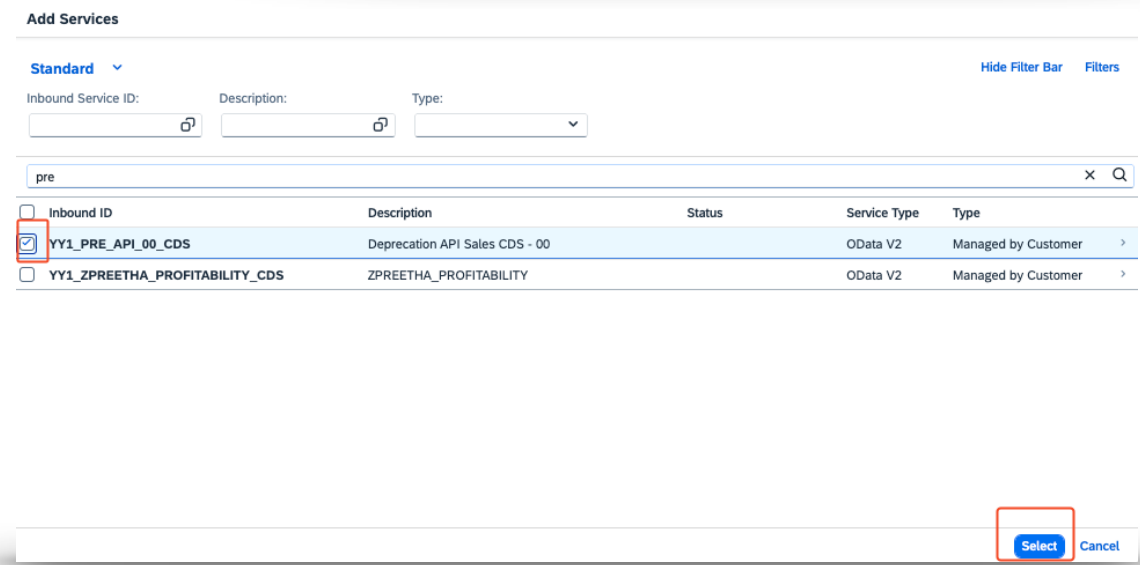 Add Services
Standard
Hide Filter Bar Filters
Inbound Service ID: Description: Type:
pre
Inbound ID Description Status Service Type Type
YY1_PRE_API_00_CDS Deprecation API Sales CDS - 00 OData V2 Managed by Customer
YY1_ZPREETHA_PROFITABILITY_CDS ZPREETHA_PROFITABILITY OData V2 Managed by Customer
Select Cancel